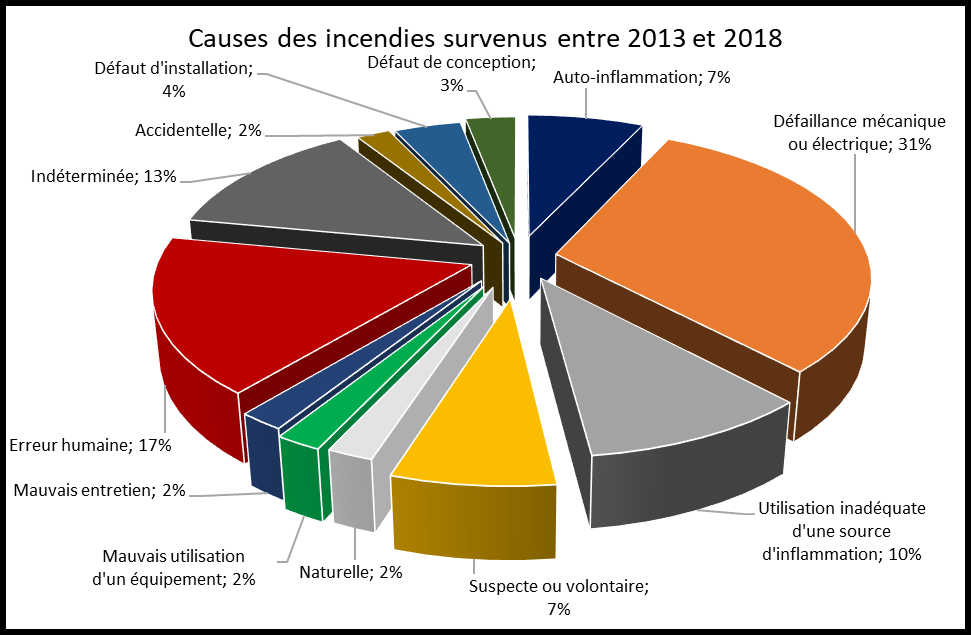 Causes des incendies survenus entre 2013 et 2018
Défaut d'installation;
4%
Défaut de conception;
3%
Auto-inflammation; 7%
Défaillance mécanique
ou électrique; 31%
Accidentelle; 2%
Indéterminée; 13%
Erreur humaine; 17%
Mauvais entretien; 2%
Mauvais utilisation
d'un équipement; 2%
Naturelle; 2%
Suspecte ou volontaire;
7%
Utilisation inadéquate
d'une source
d'inflammation; 10%